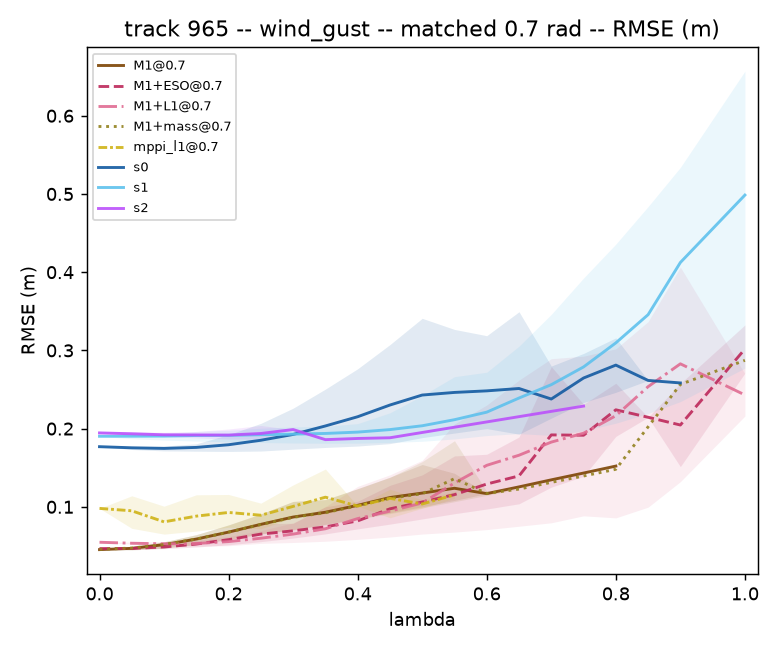 track 965 -- wind_gust -- matched 0.7 rad -- RMSE (m)
M1@0.7
M1+ESO@0.7
M1+L1@0.7
M1+mass@0.7
mppi_l1@0.7
s0
s1
s2
RMSE (m)
0.6
0.5
0.4
0.3
0.2
0.1
0.0 0.2 0.4 0.6 0.8 1.0
lambda